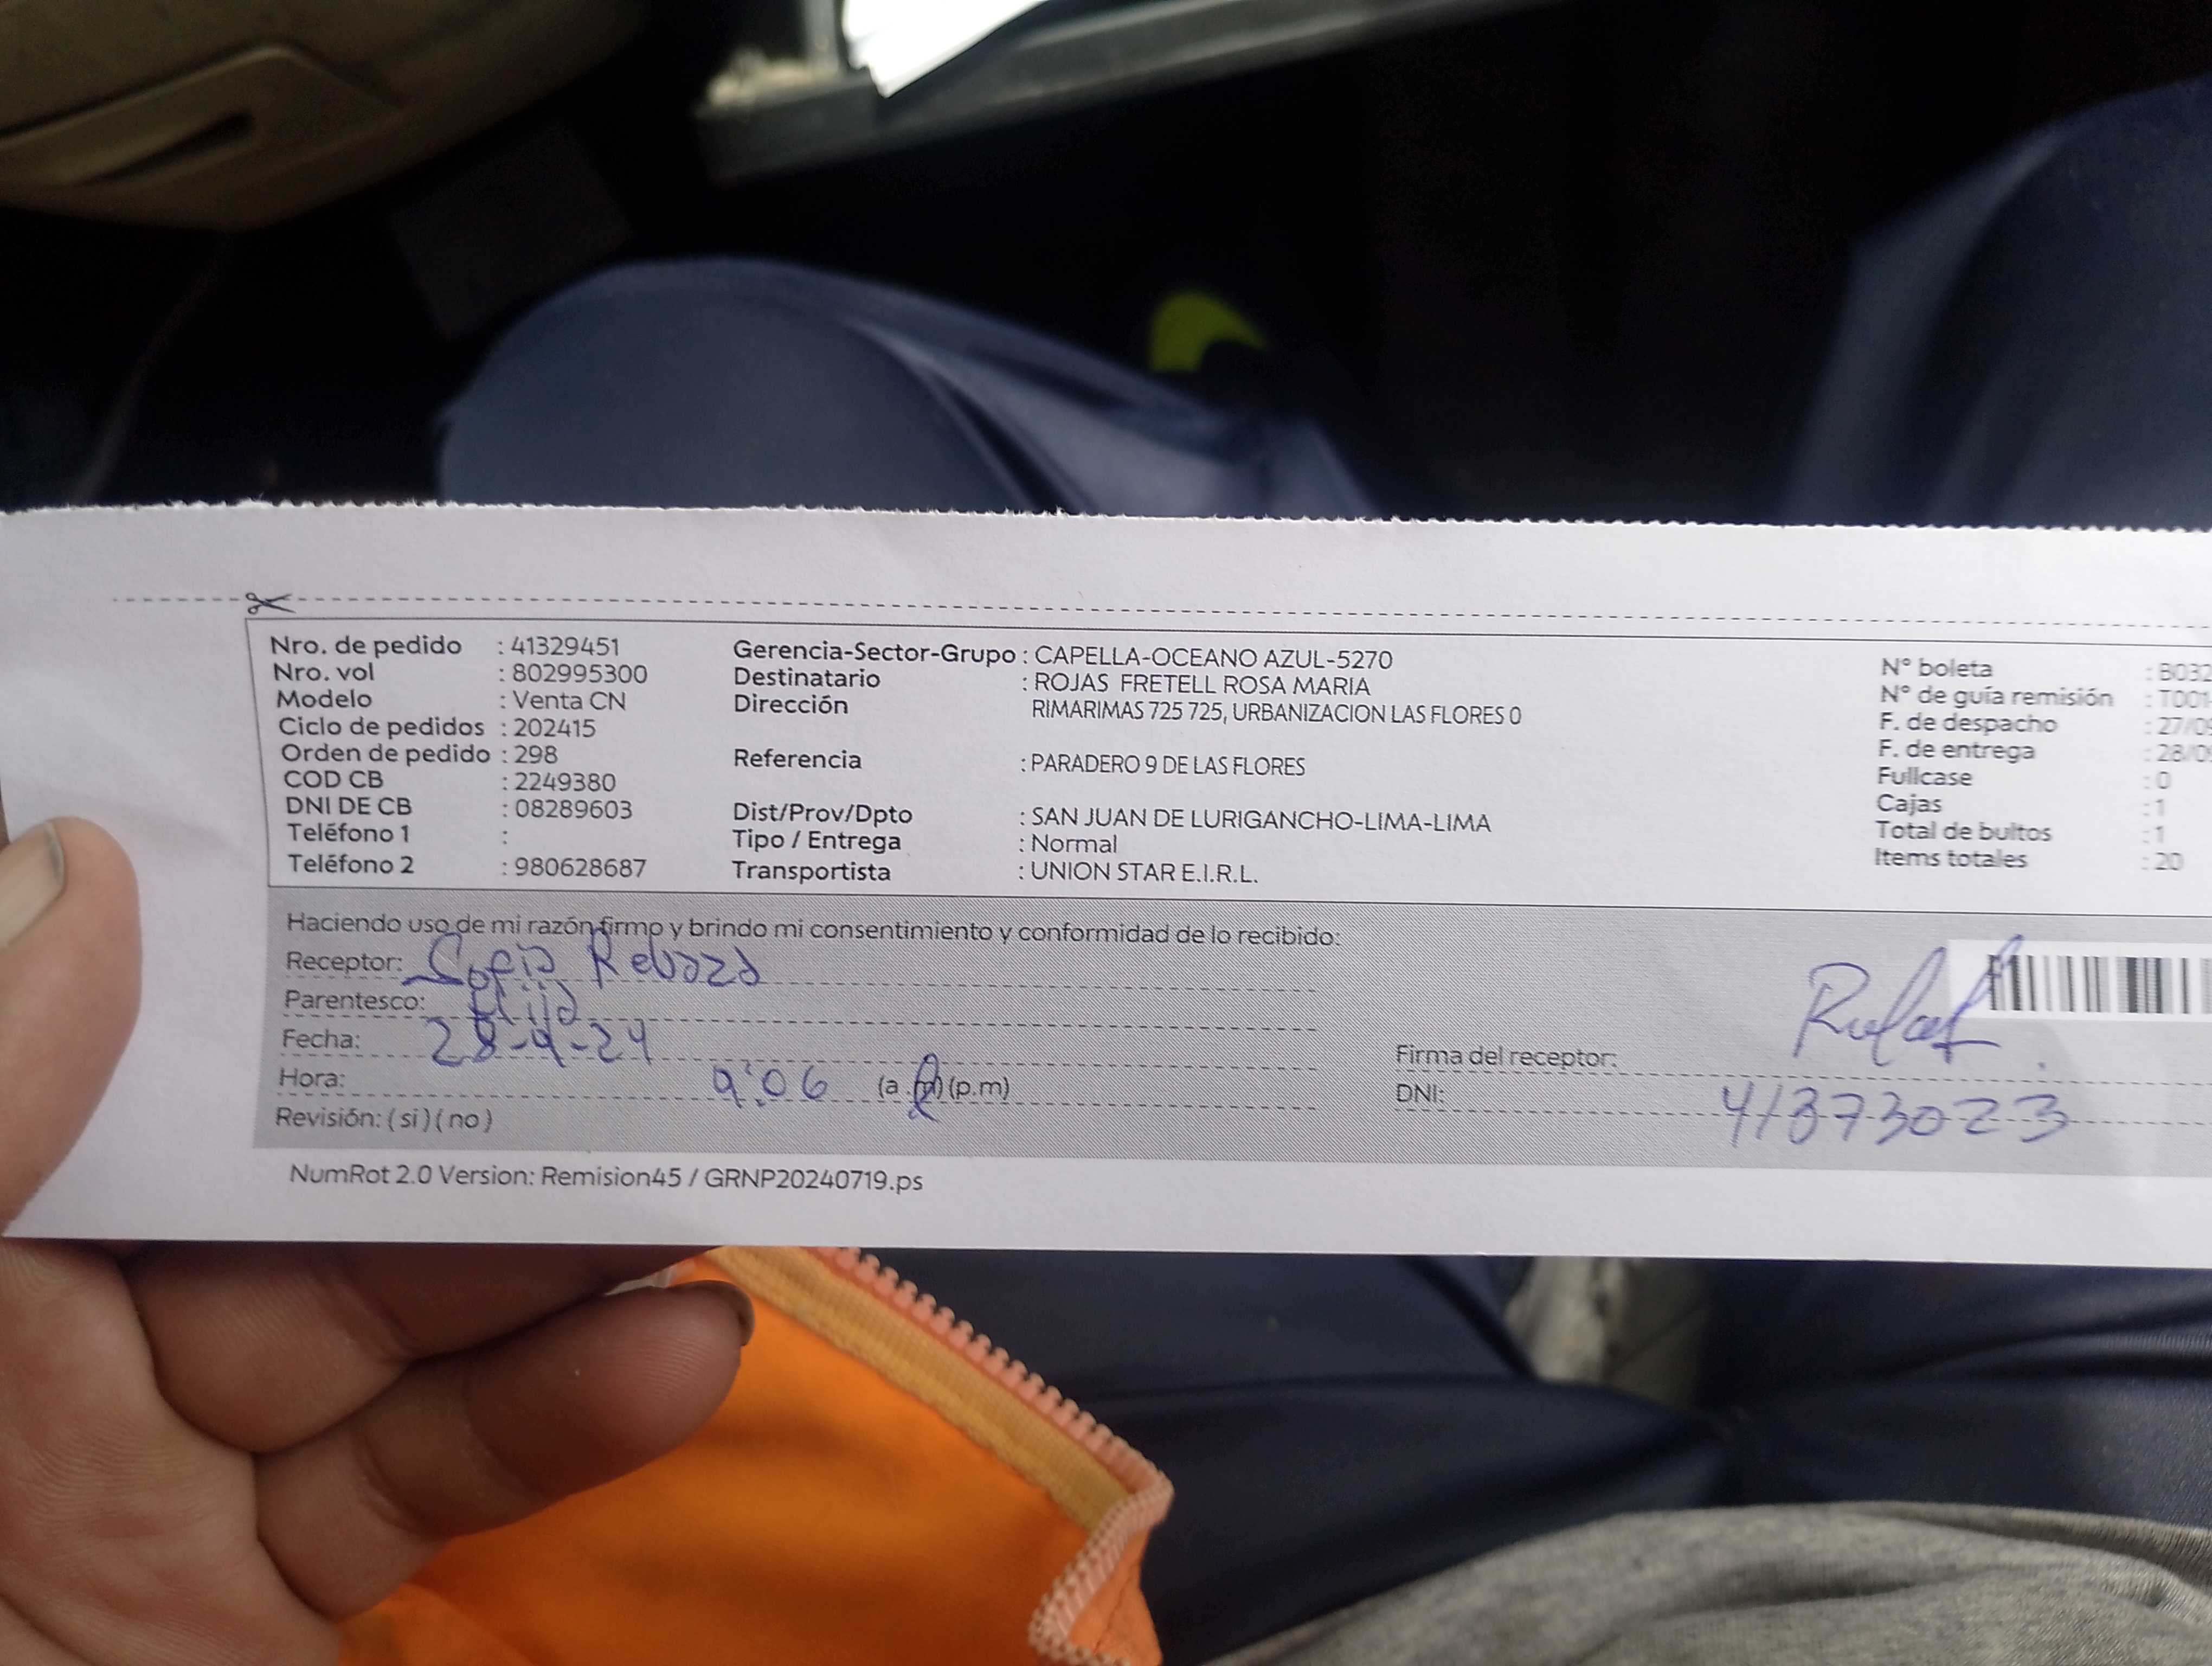 Nro. de pedido : 41329451
Nro. vol : 802995300
Modelo : Venta CN
Ciclo de pedidos : 202415
Orden de pedido : 298
COD CB : 2249380
DNI DE CB : 08289603
Teléfono 1 :
Teléfono 2 : 980628687
Gerencia-Sector-Grupo : CAPELLA-OCEANO AZUL-5270
Destinatario : ROJAS FRETELL ROSA MARIA
Dirección RIMARIMAS 725 725, URBANIZACION LAS FLORES 0
Referencia : PARADERO 9 DE LAS FLORES
Dist/Prov/Dpto : SAN JUAN DE LURIGANCHO-LIMA-LIMA
Tipo / Entrega : Normal
Transportista : UNION STAR E.I.R.L.
N° boleta : B032
N° de guía remisión : T001-
F. de despacho : 27/09
F. de entrega : 28/09
Fullcase : 0
Cajas : 1
Total de bultos : 1
Items totales : 20
Haciendo uso de mi razón firmo y brindo mi consentimiento y conformidad de lo recibido:
Receptor: Sofia Rebaza
Parentesco: Hija
Fecha: 28-9-24
Hora: 9:06 (a.m) (p.m)
Revisión: ( si ) ( no )
Firma del receptor:
DNI: 41373023
NumRot 2.0 Version: Remision45 / GRNP20240719.ps